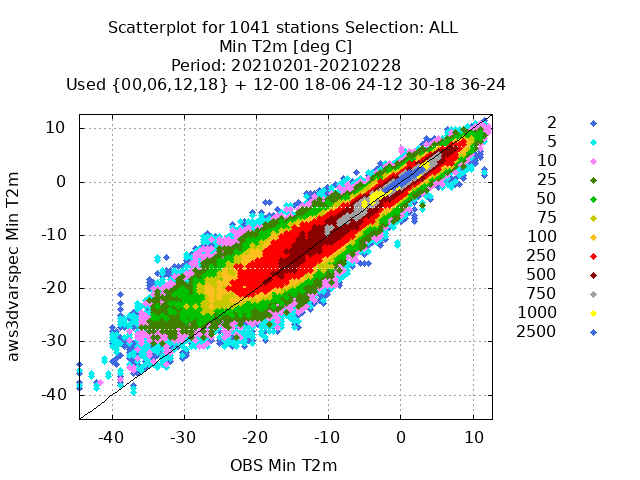 Scatterplot for 1041 stations Selection: ALL
Min T2m [deg C]
Period: 20210201-20210228
Used {00,06,12,18} + 12-00 18-06 24-12 30-18 36-24
2
5
10
25
50
75
100
250
500
750
1000
2500
10
0
-10
-20
-30
-40
aws3dvarspec Min T2m
-40 -30 -20 -10 0 10
OBS Min T2m